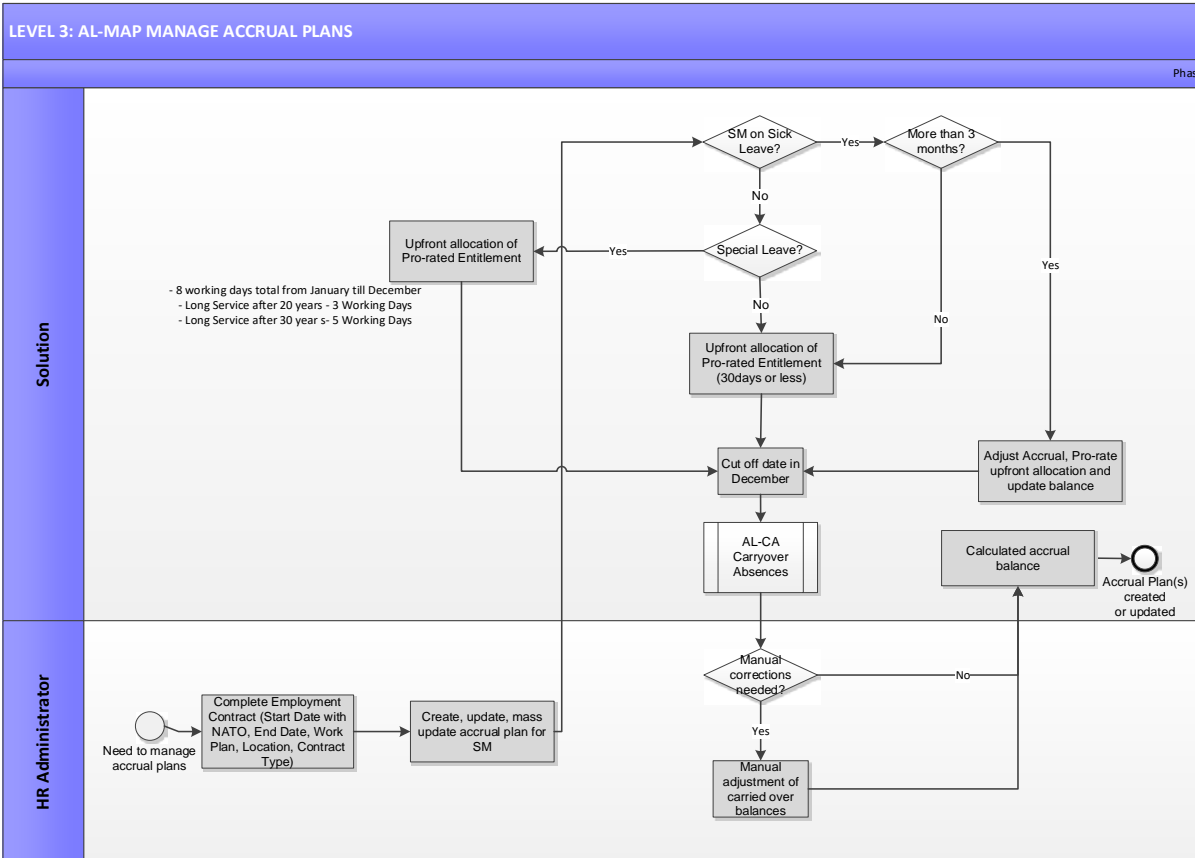 LEVEL 3: AL-MAP MANAGE ACCRUAL PLANS
Phas
Solution
SM on Sick
Leave?
Yes
More than 3
months?
No
Upfront allocation of
Pro-rated Entitlement
Yes
Special Leave?
Yes
- 8 working days total from January till December
- Long Service after 20 years - 3 Working Days
- Long Service after 30 year s- 5 Working Days
No
No
Upfront allocation of
Pro-rated Entitlement
(30days or less)
Cut off date in
December
Adjust Accrual, Pro-rate
upfront allocation and
update balance
AL-CA
Carryover
Absences
Calculated accrual
balance
Accrual Plan(s)
created
or updated
HR Administrator
Manual
corrections
needed?
No
Need to manage
accrual plans
Complete Employment
Contract (Start Date with
NATO, End Date, Work
Plan, Location, Contract
Type)
Create, update, mass
update accrual plan for
SM
Yes
Manual
adjustment of
carried over
balances